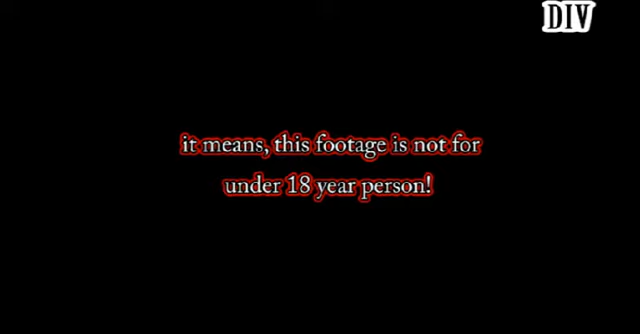 DIV
it means, this footage is not for
under 18 year person!